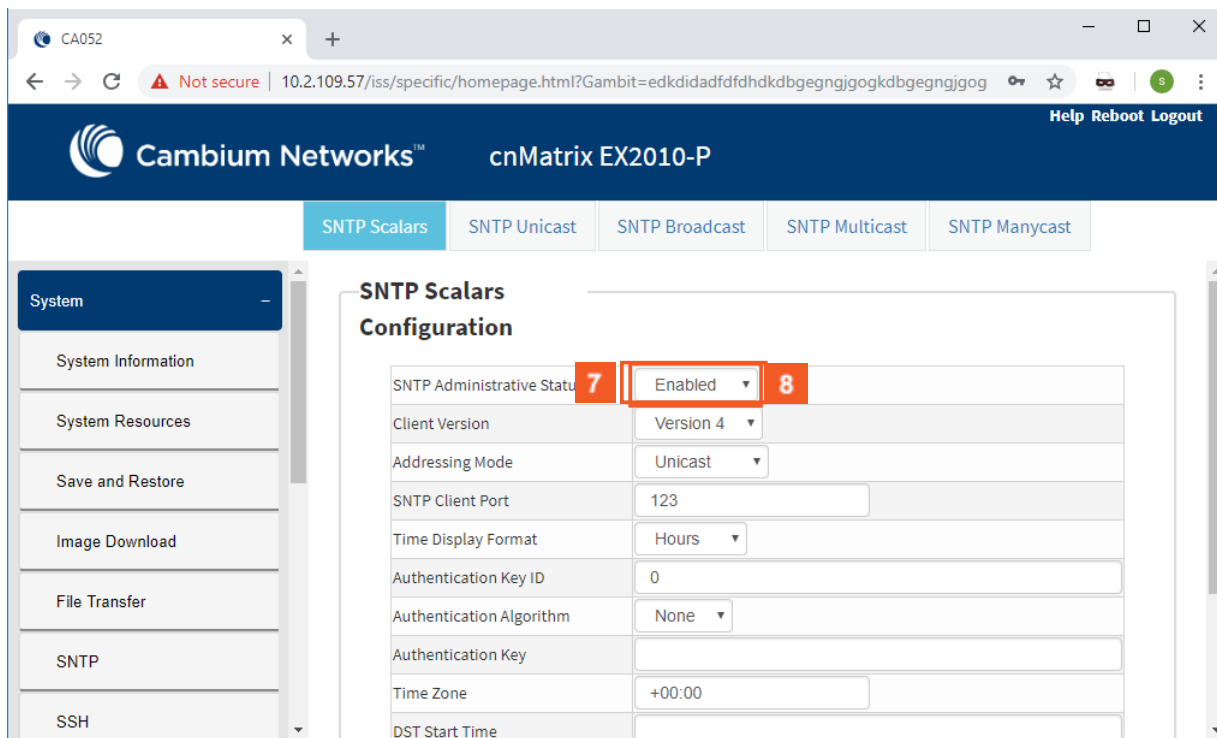 CA052
Not secure | 10.2.109.57/iss/specific/homepage.html?Gambit=edkdidadfdfdhdkdbgegngjgogkdbgegngjgog
S
Help Reboot Logout
Cambium Networks™ cnMatrix EX2010-P
SNTP Scalars SNTP Unicast SNTP Broadcast SNTP Multicast SNTP Manycast
System
System Information
System Resources
Save and Restore
Image Download
File Transfer
SNTP
SSH
SNTP Scalars
Configuration
SNTP Administrative Statu 7 Enabled 8
Client Version Version 4
Addressing Mode Unicast
SNTP Client Port 123
Time Display Format Hours
Authentication Key ID 0
Authentication Algorithm None
Authentication Key
Time Zone +00:00
DST Start Time